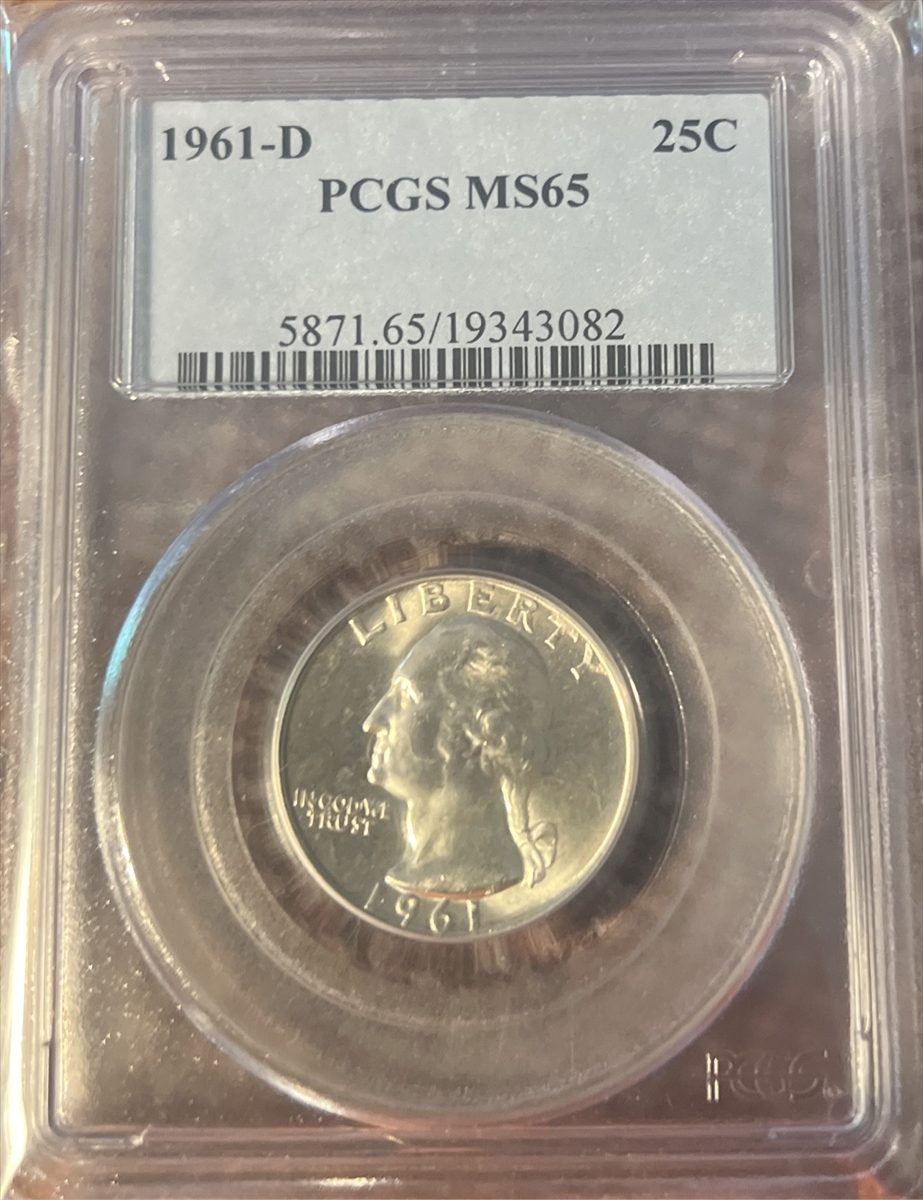 1961-D 25C
PCGS MS65
5871.65/19343082
LIBERTY
IN GOD WE
TRUST
1961
PCGS